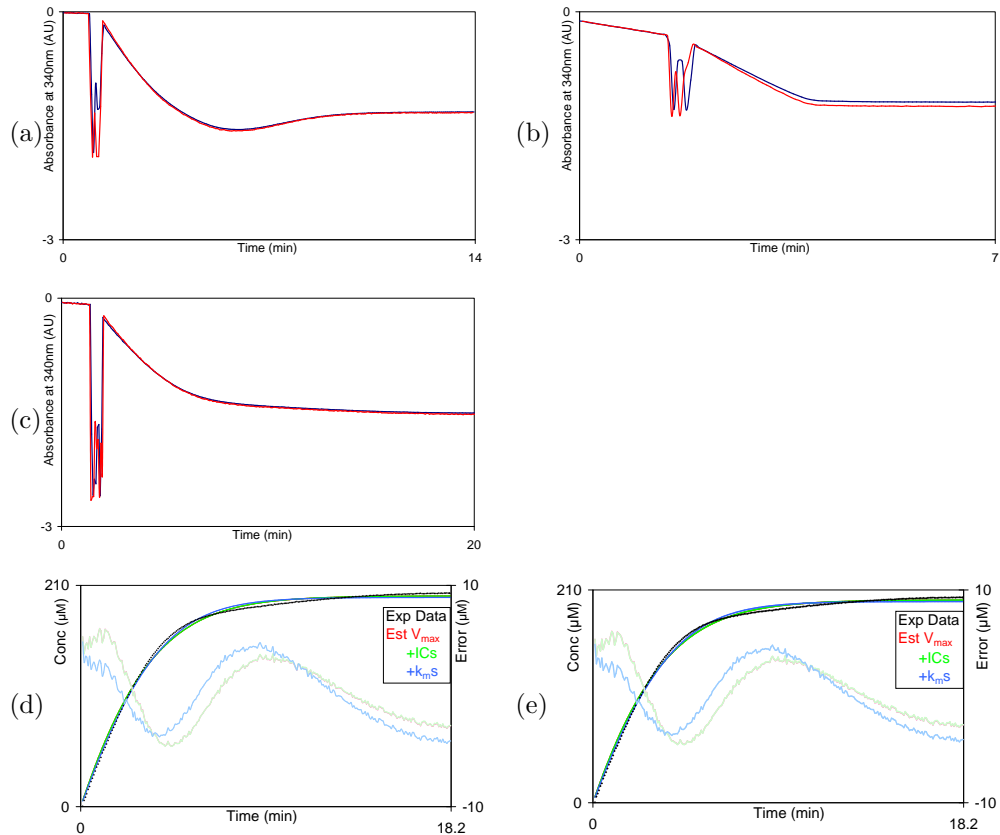 (a)
Absorbance at 340nm (AU)
0
-3
0
Time (min)
14
(b)
Absorbance at 340nm (AU)
0
-3
0
Time (min)
7
(c)
Absorbance at 340nm (AU)
0
-3
0
Time (min)
20
(d)
Conc (µM)
210
0
10
-10
Error (µM)
Exp Data
Est Vmax
+ICs
+kms
0
Time (min)
18.2
(e)
Conc (µM)
210
0
10
-10
Error (µM)
Exp Data
Est Vmax
+ICs
+kms
0
Time (min)
18.2